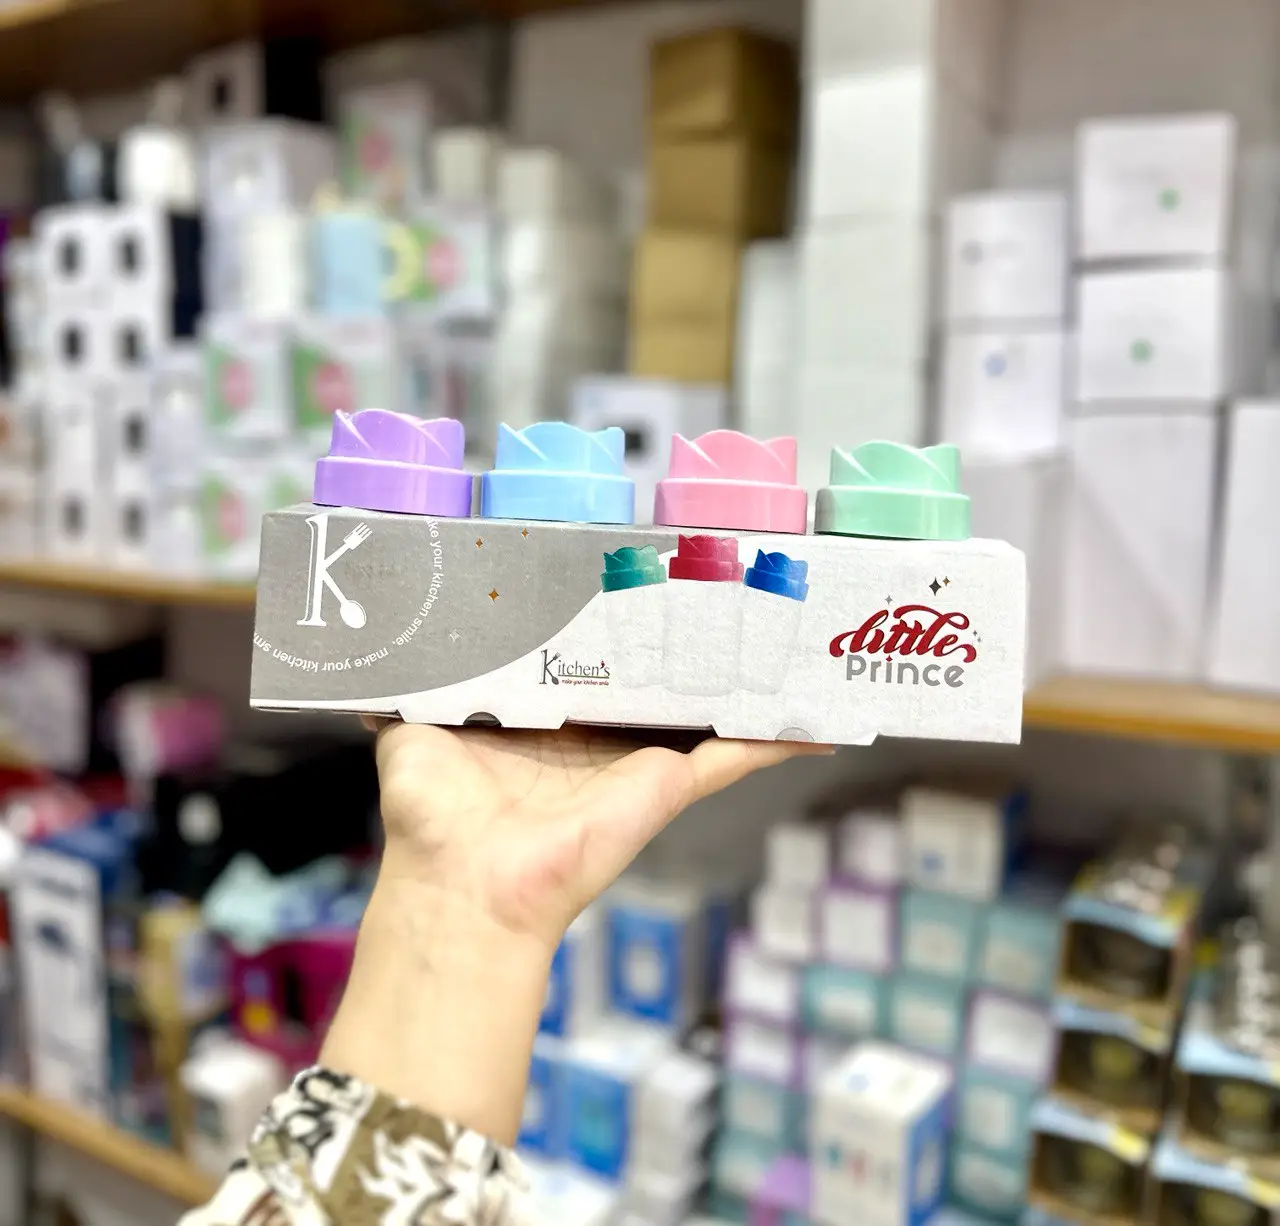 K
make your kitchen smile. make your kitchen sm
Kitchen's
make your kitchen smile
little
Prince